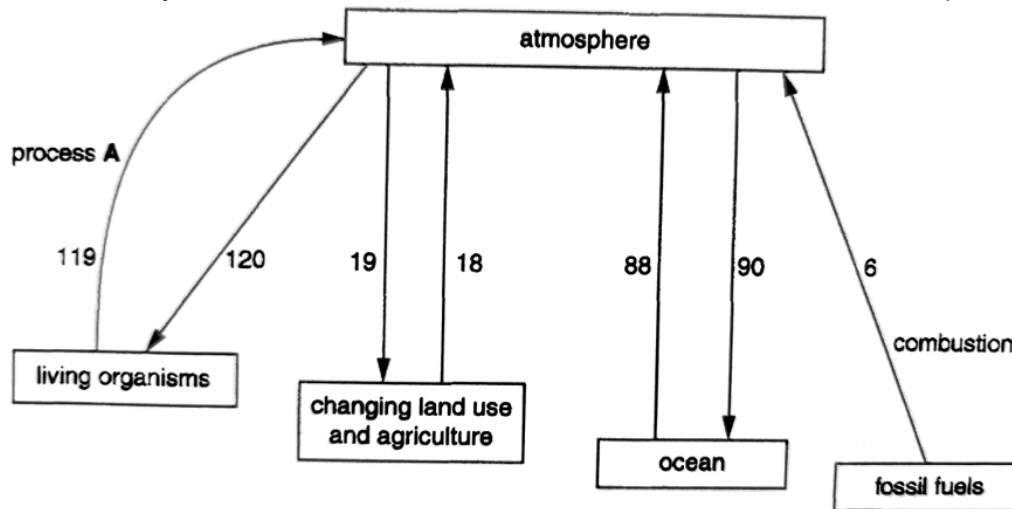 atmosphere
process A
119
120
19
18
88
90
6
combustion
living organisms
changing land use
and agriculture
ocean
fossil fuels